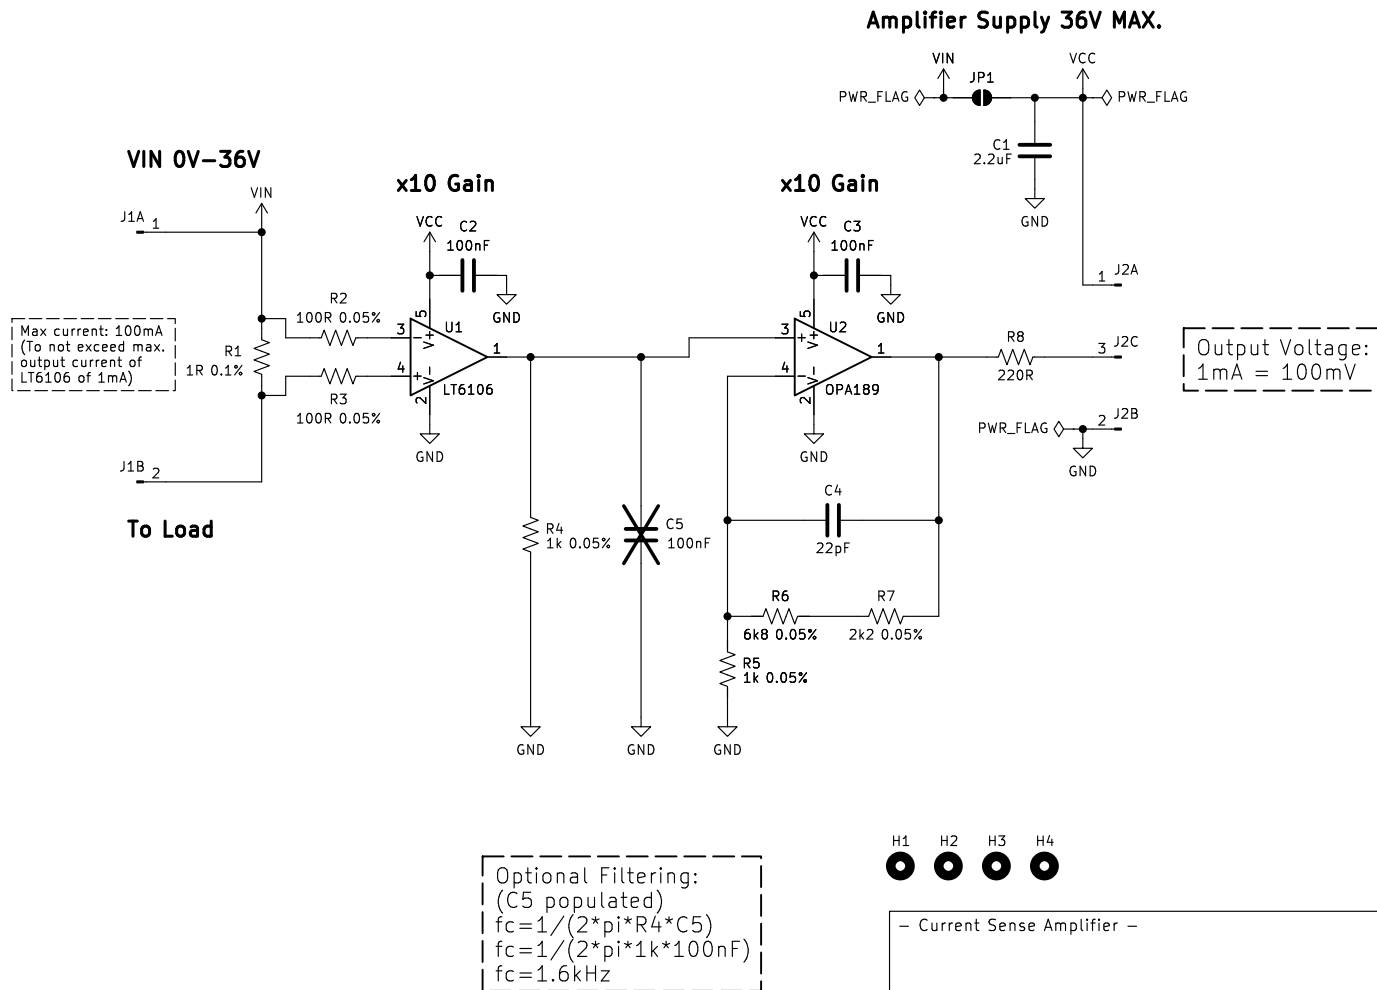 Amplifier Supply 36V MAX.
VIN
VCC
PWR_FLAG
JP1
PWR_FLAG
C1
2.2uF
GND
VIN 0V–36V
VIN
J1A
1
x10 Gain
VCC
C2
100nF
GND
x10 Gain
VCC
C3
100nF
GND
1
J2A
Max current: 100mA
(To not exceed max.
output current of
LT6106 of 1mA)
R1
1R 0.1%
R2
100R 0.05%
R3
100R 0.05%
3
4
5
2
1
–
+
V+
V–
U1
LT6106
GND
3
4
5
2
1
+
–
V+
V–
U2
OPA189
GND
R8
220R
3
J2C
Output Voltage:
1mA = 100mV
PWR_FLAG
2
J2B
GND
J1B
2
To Load
R4
1k 0.05%
C5
100nF
C4
22pF
R6
6k8 0.05%
R7
2k2 0.05%
R5
1k 0.05%
GND
GND
GND
H1
H2
H3
H4
Optional Filtering:
(C5 populated)
fc=1/(2*pi*R4*C5)
fc=1/(2*pi*1k*100nF)
fc=1.6kHz
– Current Sense Amplifier –